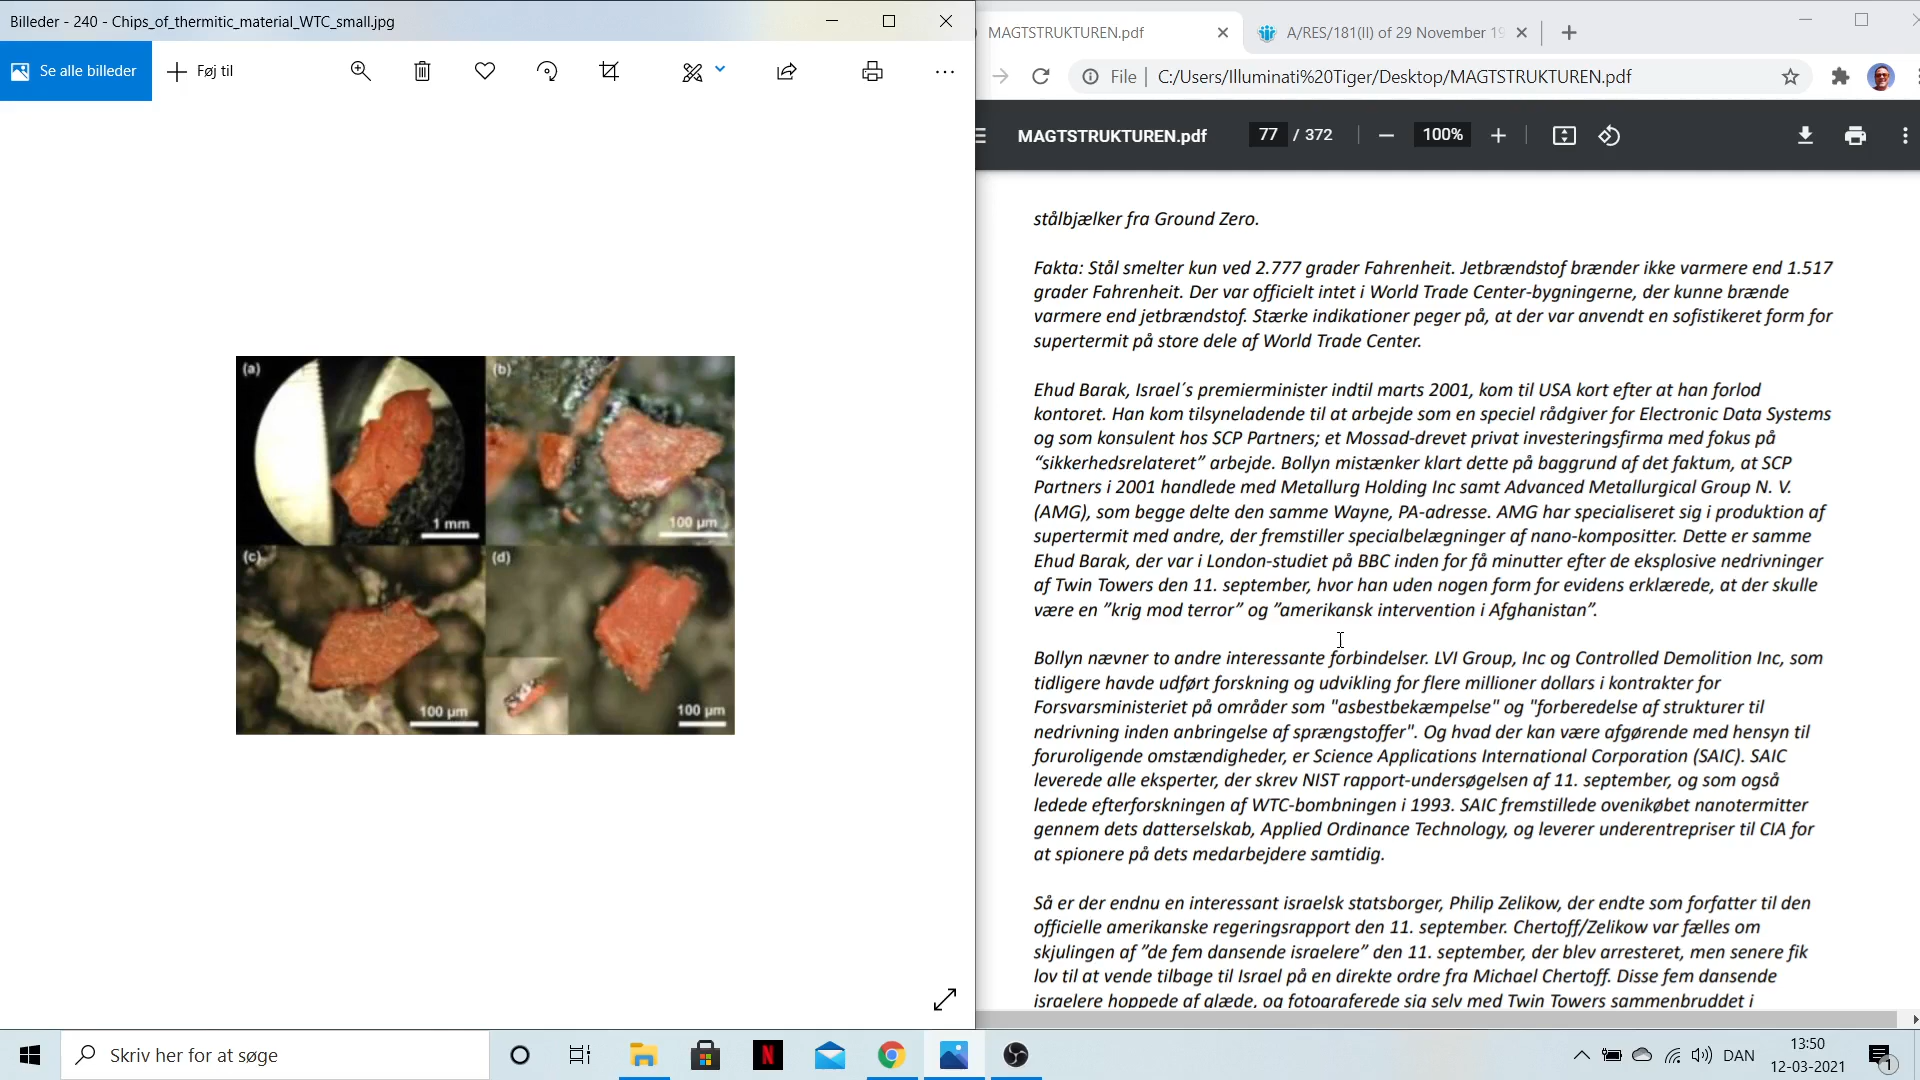 Billeder - 240 - Chips_of_thermitic_material_WTC_small.jpg
Se alle billeder
Føj til
(a)
1 mm
(b)
100 µm
(c)
100 µm
(d)
100 µm
MAGTSTRUKTUREN.pdf
A/RES/181(II) of 29 November 19
File
C:/Users/Illuminati%20Tiger/Desktop/MAGTSTRUKTUREN.pdf
MAGTSTRUKTUREN.pdf
77 / 372
100%
stålbjælker fra Ground Zero.
Fakta: Stål smelter kun ved 2.777 grader Fahrenheit. Jetbrændstof brænder ikke varmere end 1.517
grader Fahrenheit. Der var officielt intet i World Trade Center-bygningerne, der kunne brænde
varmere end jetbrændstof. Stærke indikationer peger på, at der var anvendt en sofistikeret form for
supertermit på store dele af World Trade Center.
Ehud Barak, Israel´s premierminister indtil marts 2001, kom til USA kort efter at han forlod
kontoret. Han kom tilsyneladende til at arbejde som en speciel rådgiver for Electronic Data Systems
og som konsulent hos SCP Partners; et Mossad-drevet privat investeringsfirma med fokus på
”sikkerhedsrelateret” arbejde. Bollyn mistænker klart dette på baggrund af det faktum, at SCP
Partners i 2001 handlede med Metallurg Holding Inc samt Advanced Metallurgical Group N. V.
(AMG), som begge delte den samme Wayne, PA-adresse. AMG har specialiseret sig i produktion af
supertermit med andre, der fremstiller specialbelægninger af nano-kompositter. Dette er samme
Ehud Barak, der var i London-studiet på BBC inden for få minutter efter de eksplosive nedrivninger
af Twin Towers den 11. september, hvor han uden nogen form for evidens erklærede, at der skulle
være en ”krig mod terror” og ”amerikansk intervention i Afghanistan”.
Bollyn nævner to andre interessante forbindelser. LVI Group, Inc og Controlled Demolition Inc, som
tidligere havde udført forskning og udvikling for flere millioner dollars i kontrakter for
Forsvarsministeriet på områder som "asbestbekæmpelse" og "forberedelse af strukturer til
nedrivning inden anbringelse af sprængstoffer". Og hvad der kan være afgørende med hensyn til
foruroligende omstændigheder, er Science Applications International Corporation (SAIC). SAIC
leverede alle eksperter, der skrev NIST rapport-undersøgelsen af 11. september, og som også
ledede efterforskningen af WTC-bombningen i 1993. SAIC fremstillede ovenikøbet nanotermitter
gennem dets datterselskab, Applied Ordinance Technology, og leverer underentrepriser til CIA for
at spionere på dets medarbejdere samtidig.
Så er der endnu en interessant israelsk statsborger, Philip Zelikow, der endte som forfatter til den
officielle amerikanske regeringsrapport den 11. september. Chertoff/Zelikow var fælles om
skjulingen af ”de fem dansende israelere” den 11. september, der blev arresteret, men senere fik
lov til at vende tilbage til Israel på en direkte ordre fra Michael Chertoff. Disse fem dansende
israelere hoppede af glæde, og fotograferede sig selv med Twin Towers sammenbruddet i
Skriv her for at søge
DAN
13:50
12-03-2021
1